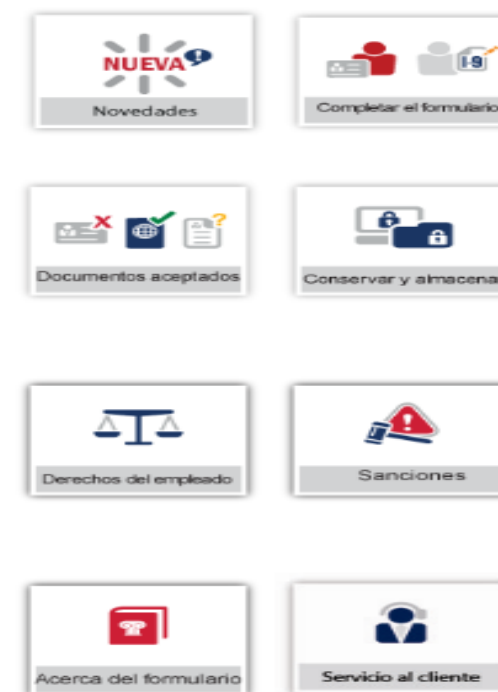 NUEVA
Novedades
I-9
Completar el formulario
Documentos aceptados
Conservar y almacenar
Derechos del empleado
Sanciones
Acerca del formulario
Servicio al cliente